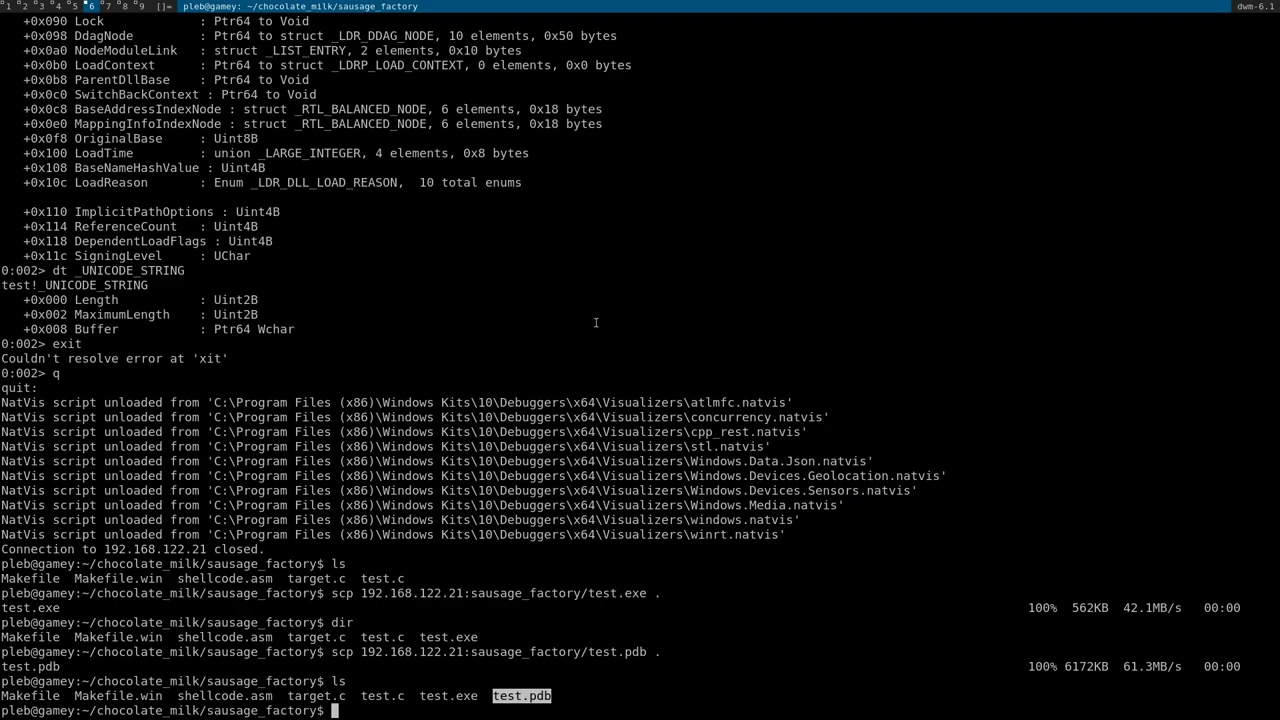 1 2 3 4 5 6 7 8 9 []= pleb@gamey: ~/chocolate_milk/sausage_factory dwm-6.1
+0x090 Lock : Ptr64 to Void
+0x098 DdagNode : Ptr64 to struct _LDR_DDAG_NODE, 10 elements, 0x50 bytes
+0x0a0 NodeModuleLink : struct _LIST_ENTRY, 2 elements, 0x10 bytes
+0x0b0 LoadContext : Ptr64 to struct _LDRP_LOAD_CONTEXT, 0 elements, 0x0 bytes
+0x0b8 ParentDllBase : Ptr64 to Void
+0x0c0 SwitchBackContext : Ptr64 to Void
+0x0c8 BaseAddressIndexNode : struct _RTL_BALANCED_NODE, 6 elements, 0x18 bytes
+0x0e0 MappingInfoIndexNode : struct _RTL_BALANCED_NODE, 6 elements, 0x18 bytes
+0x0f8 OriginalBase : Uint8B
+0x100 LoadTime : union _LARGE_INTEGER, 4 elements, 0x8 bytes
+0x108 BaseNameHashValue : Uint4B
+0x10c LoadReason : Enum _LDR_DLL_LOAD_REASON, 10 total enums
+0x110 ImplicitPathOptions : Uint4B
+0x114 ReferenceCount : Uint4B
+0x118 DependentLoadFlags : Uint4B
+0x11c SigningLevel : UChar
0:002> dt _UNICODE_STRING
test!_UNICODE_STRING
+0x000 Length : Uint2B
+0x002 MaximumLength : Uint2B
+0x008 Buffer : Ptr64 Wchar
0:002> exit
Couldn't resolve error at 'xit'
0:002> q
quit:
NatVis script unloaded from 'C:\Program Files (x86)\Windows Kits\10\Debuggers\x64\Visualizers\atlmfc.natvis'
NatVis script unloaded from 'C:\Program Files (x86)\Windows Kits\10\Debuggers\x64\Visualizers\concurrency.natvis'
NatVis script unloaded from 'C:\Program Files (x86)\Windows Kits\10\Debuggers\x64\Visualizers\cpp_rest.natvis'
NatVis script unloaded from 'C:\Program Files (x86)\Windows Kits\10\Debuggers\x64\Visualizers\stl.natvis'
NatVis script unloaded from 'C:\Program Files (x86)\Windows Kits\10\Debuggers\x64\Visualizers\Windows.Data.Json.natvis'
NatVis script unloaded from 'C:\Program Files (x86)\Windows Kits\10\Debuggers\x64\Visualizers\Windows.Devices.Geolocation.natvis'
NatVis script unloaded from 'C:\Program Files (x86)\Windows Kits\10\Debuggers\x64\Visualizers\Windows.Devices.Sensors.natvis'
NatVis script unloaded from 'C:\Program Files (x86)\Windows Kits\10\Debuggers\x64\Visualizers\Windows.Media.natvis'
NatVis script unloaded from 'C:\Program Files (x86)\Windows Kits\10\Debuggers\x64\Visualizers\windows.natvis'
NatVis script unloaded from 'C:\Program Files (x86)\Windows Kits\10\Debuggers\x64\Visualizers\winrt.natvis'
Connection to 192.168.122.21 closed.
pleb@gamey:~/chocolate_milk/sausage_factory$ ls
Makefile Makefile.win shellcode.asm target.c test.c
pleb@gamey:~/chocolate_milk/sausage_factory$ scp 192.168.122.21:sausage_factory/test.exe .
test.exe 100% 562KB 42.1MB/s 00:00
pleb@gamey:~/chocolate_milk/sausage_factory$ dir
Makefile Makefile.win shellcode.asm target.c test.c test.exe
pleb@gamey:~/chocolate_milk/sausage_factory$ scp 192.168.122.21:sausage_factory/test.pdb .
test.pdb 100% 6172KB 61.3MB/s 00:00
pleb@gamey:~/chocolate_milk/sausage_factory$ ls
Makefile Makefile.win shellcode.asm target.c test.c test.exe test.pdb
pleb@gamey:~/chocolate_milk/sausage_factory$